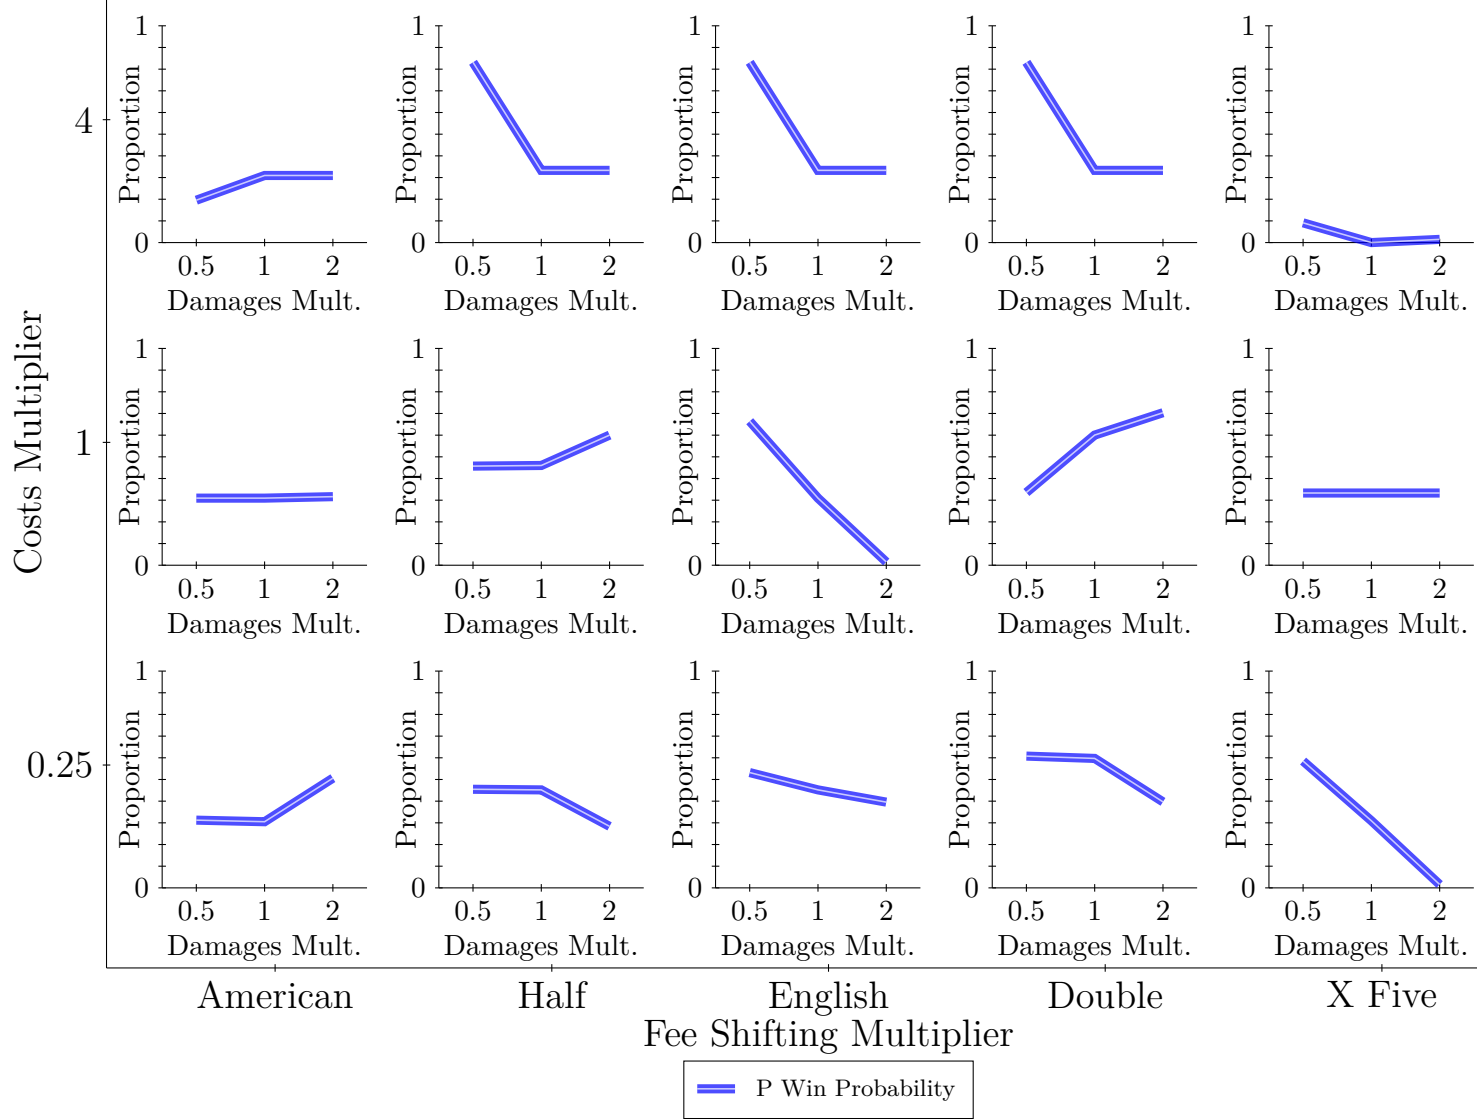 1 1 1 1 1
Proportion Proportion Proportion Proportion Proportion
4
0 0 0 0 0
0.5 1 2 0.5 1 2 0.5 1 2 0.5 1 2 0.5 1 2
Damages Mult. Damages Mult. Damages Mult. Damages Mult. Damages Mult.
Costs Multiplier
1 1 1 1 1
Proportion Proportion Proportion Proportion Proportion
1
0 0 0 0 0
0.5 1 2 0.5 1 2 0.5 1 2 0.5 1 2 0.5 1 2
Damages Mult. Damages Mult. Damages Mult. Damages Mult. Damages Mult.
1 1 1 1 1
Proportion Proportion Proportion Proportion Proportion
0.25
0 0 0 0 0
0.5 1 2 0.5 1 2 0.5 1 2 0.5 1 2 0.5 1 2
Damages Mult. Damages Mult. Damages Mult. Damages Mult. Damages Mult.
American Half English Double X Five
Fee Shifting Multiplier
P Win Probability